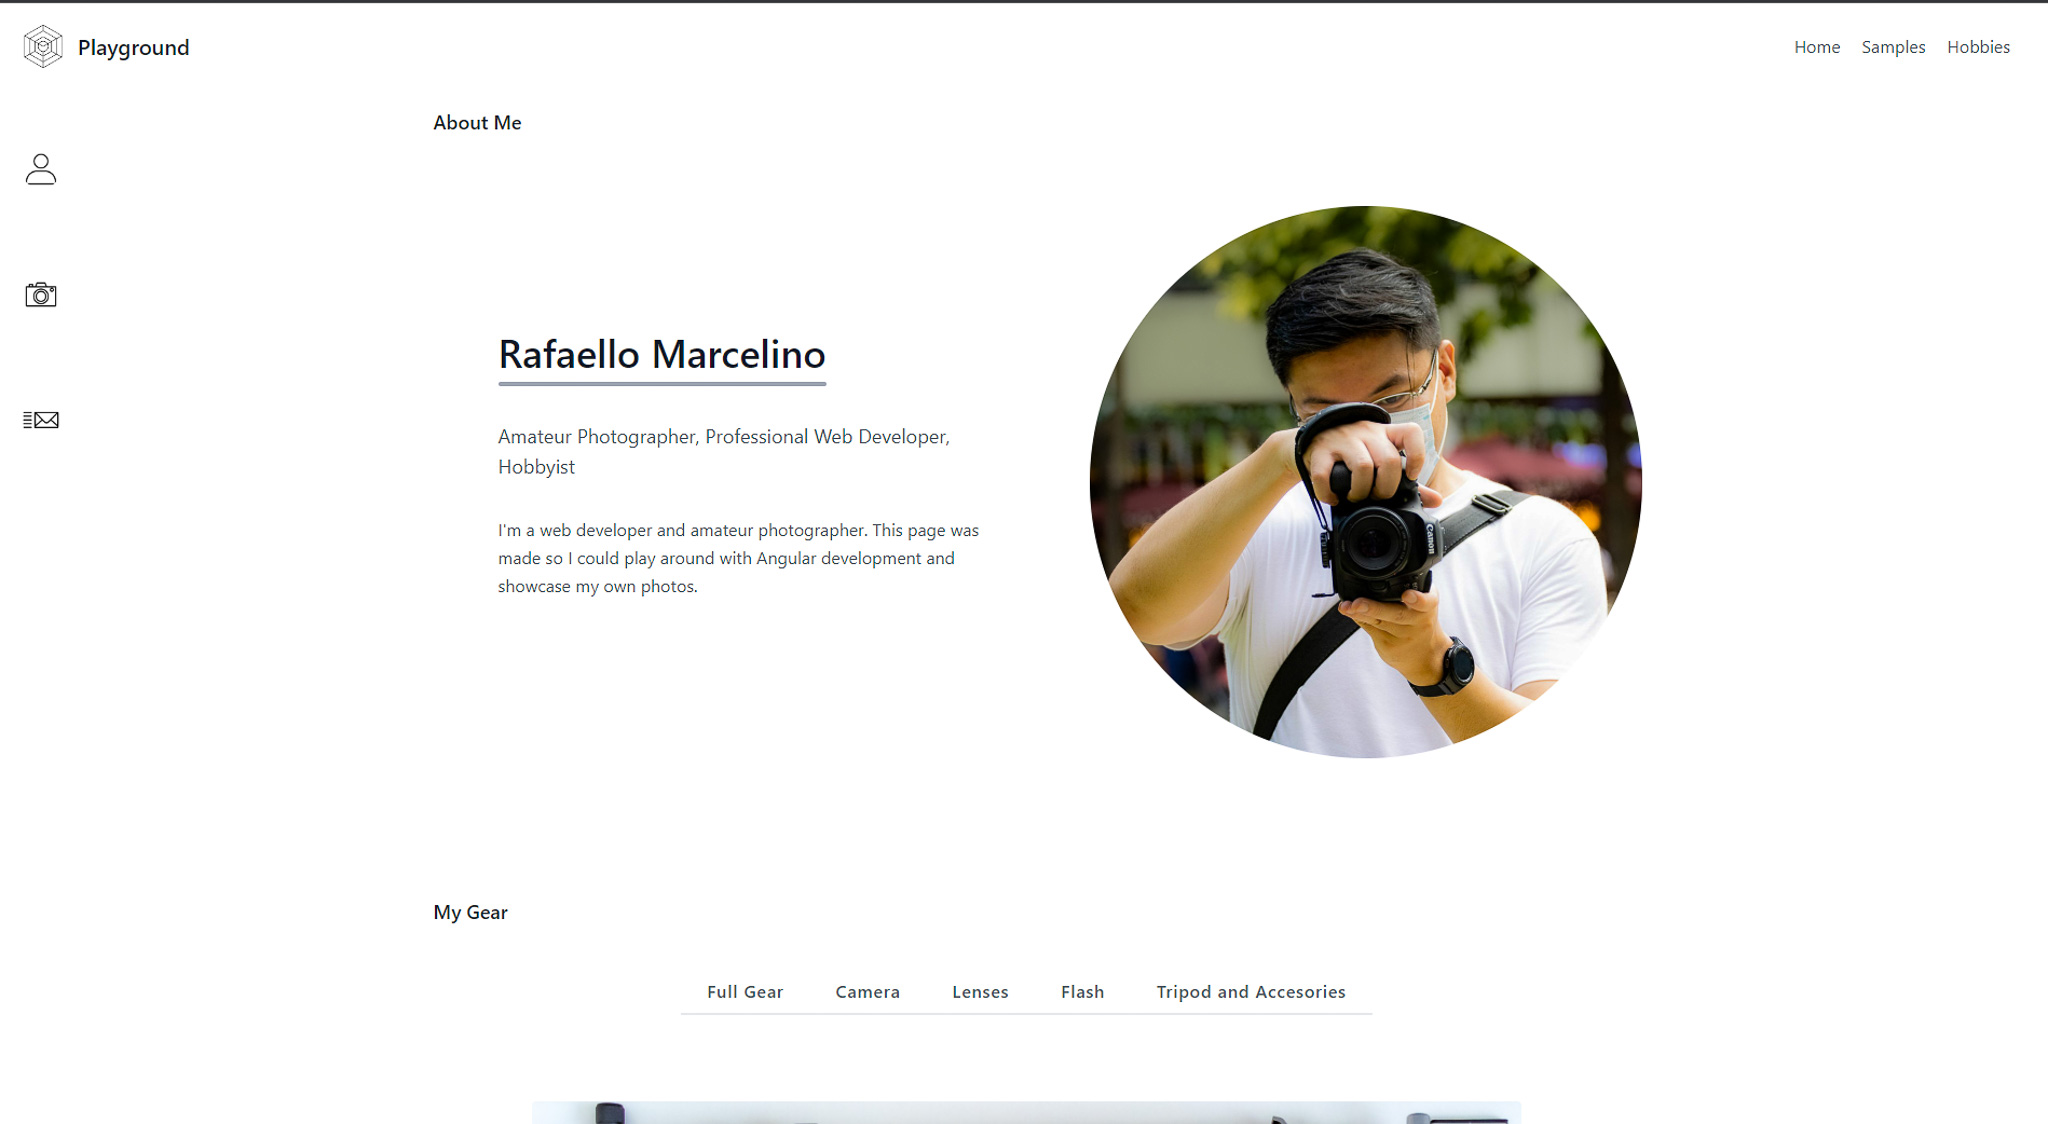 Playground
Home Samples Hobbies
About Me
Rafaello Marcelino
Amateur Photographer, Professional Web Developer,
Hobbyist
I'm a web developer and amateur photographer. This page was
made so I could play around with Angular development and
showcase my own photos.
Canon
My Gear
Full Gear Camera Lenses Flash Tripod and Accesories